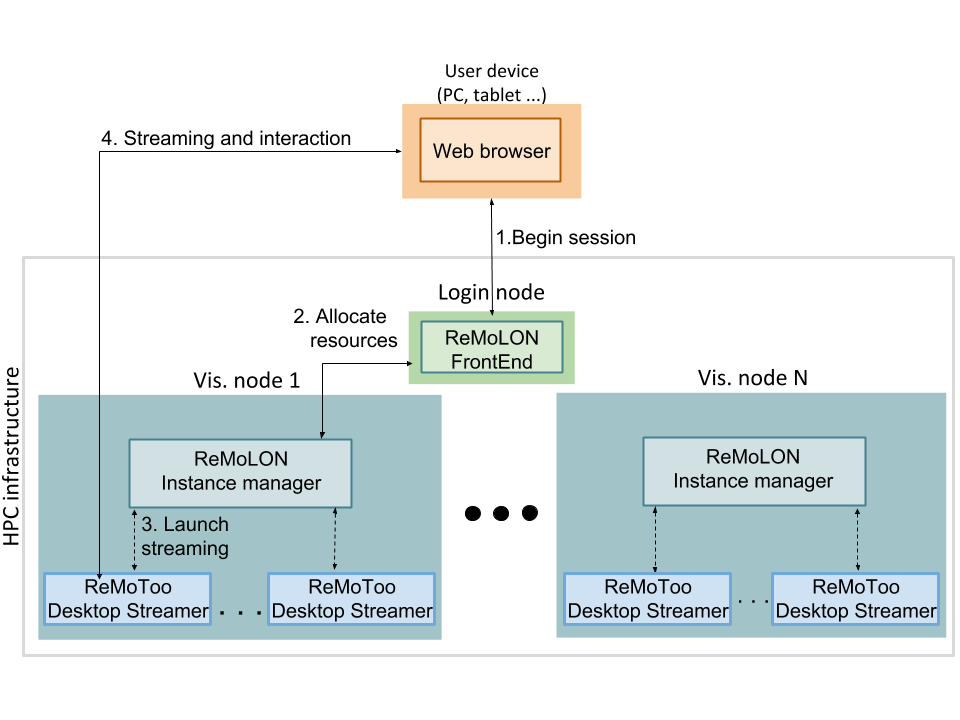 User device
(PC, tablet ...)
4. Streaming and interaction
Web browser
1.Begin session
Login node
2. Allocate
resources
ReMoLON
FrontEnd
HPC infrastructure
Vis. node 1
Vis. node N
ReMoLON
Instance manager
ReMoLON
Instance manager
3. Launch
streaming
ReMoToo
Desktop Streamer
. . .
ReMoToo
Desktop Streamer
ReMoToo
Desktop Streamer
. . .
ReMoToo
Desktop Streamer